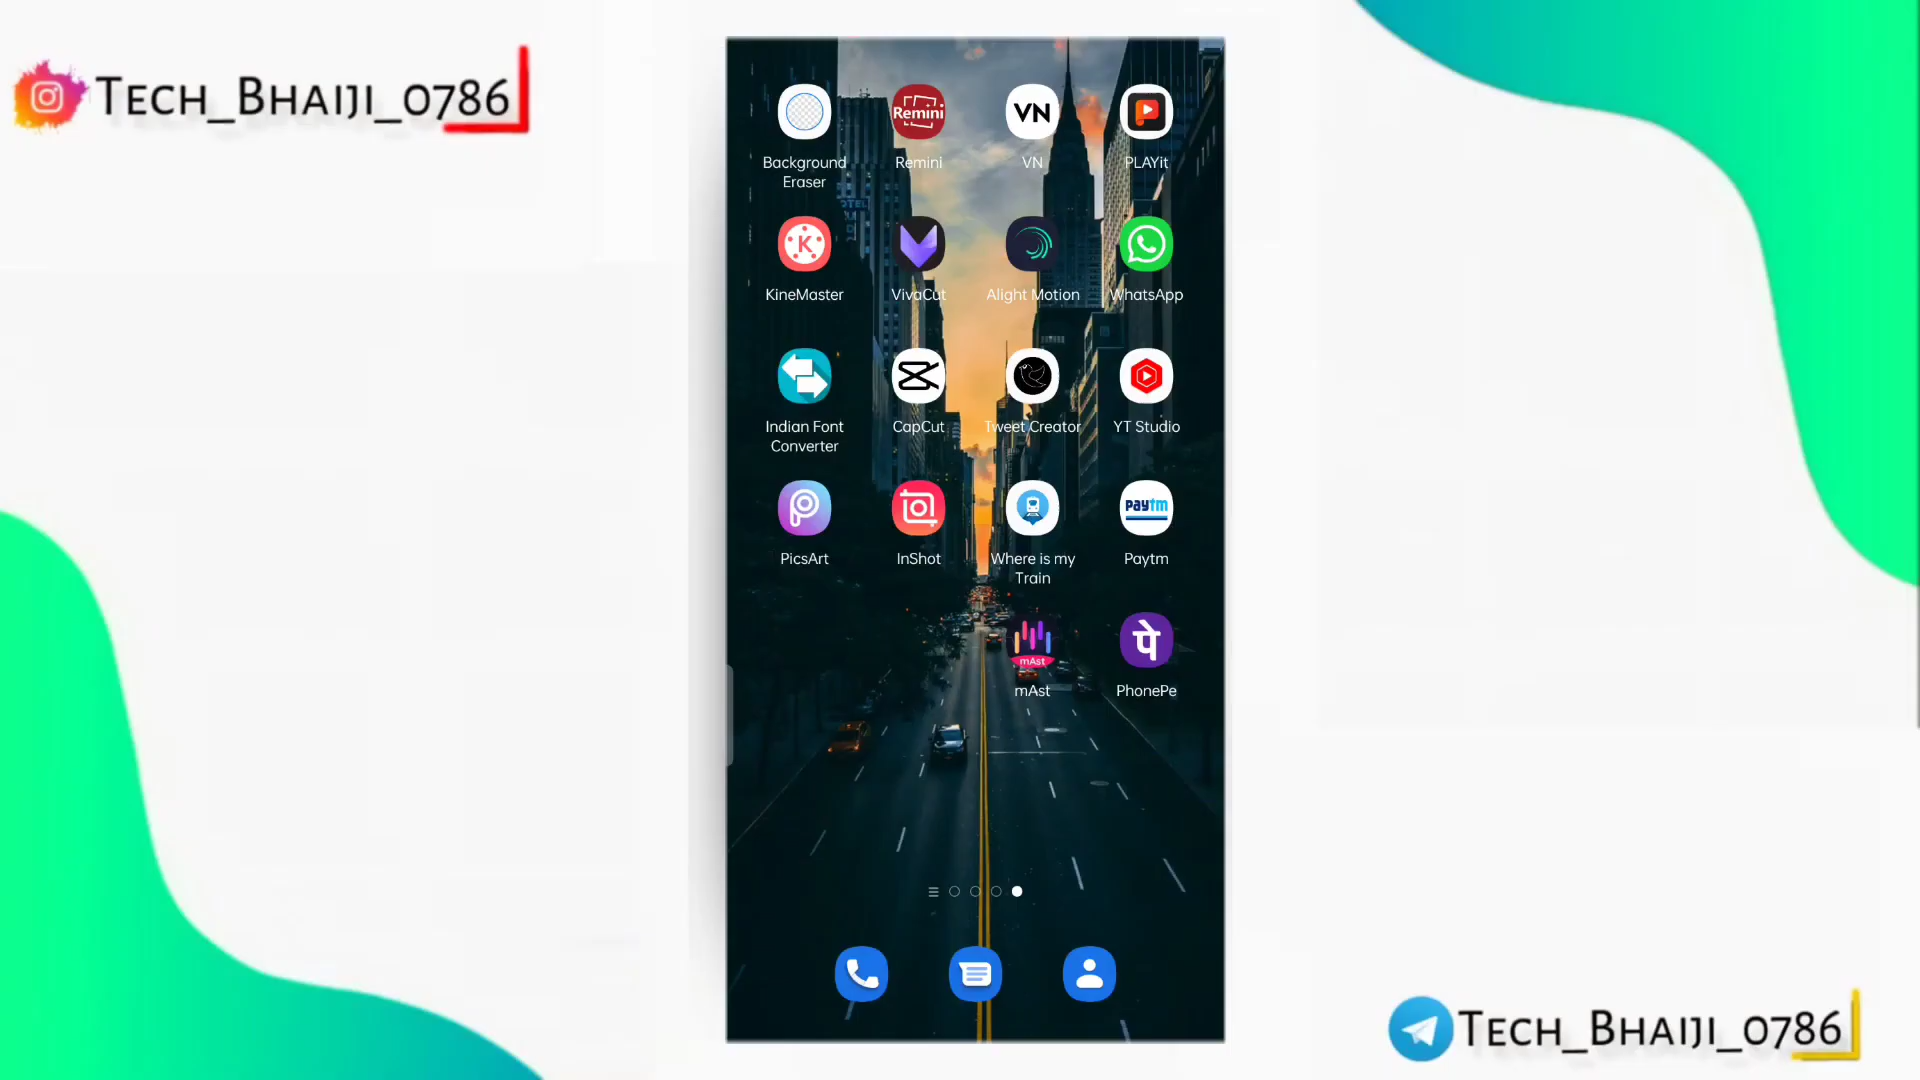 TECH_BHAIJI_0786
Remini
VN
Background
Eraser
Remini
VN
PLAYit
HOTEL
K
KineMaster
VivaCut
Alight Motion
WhatsApp
Indian Font
Converter
CapCut
Tweet Creator
YT Studio
paytm
PicsArt
InShot
Where is my
Train
Paytm
mAst
पे
mAst
PhonePe
TECH_BHAIJI_0786